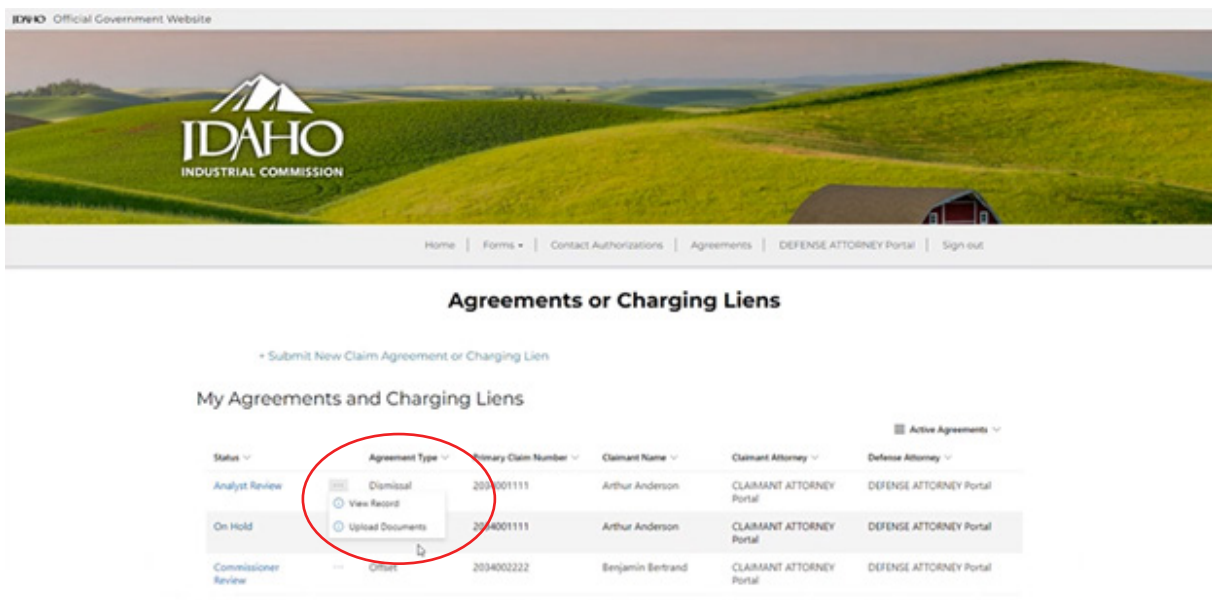 IDAHO Official Government Website
IDAHO
INDUSTRIAL COMMISSION
Home | Forms | Contact Authorizations | Agreements | DEFENSE ATTORNEY Portal | Sign out
Agreements or Charging Liens
+ Submit New Claim Agreement or Charging Lien
My Agreements and Charging Liens
Active Agreements
Status Agreement Type Primary Claim Number Claimant Name Claimant Attorney Defense Attorney
Analyst Review ... Dismissal 2034001111 Arthur Anderson CLAIMANT ATTORNEY Portal DEFENSE ATTORNEY Portal
View Record
Upload Documents
On Hold 2034001111 Arthur Anderson CLAIMANT ATTORNEY Portal DEFENSE ATTORNEY Portal
Commissioner Review ... Offset 2034002222 Benjamin Bertrand CLAIMANT ATTORNEY Portal DEFENSE ATTORNEY Portal